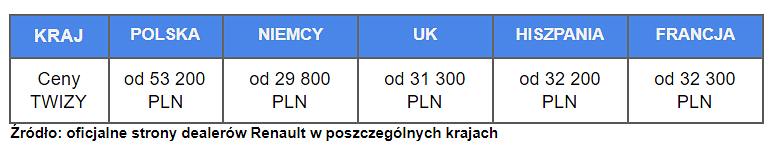 KRAJ POLSKA NIEMCY UK HISZPANIA FRANCJA
Ceny od 53 200 od 29 800 od 31 300 od 32 200 od 32 300
TWIZY PLN PLN PLN PLN PLN
Źródło: oficjalne strony dealerów Renault w poszczególnych krajach